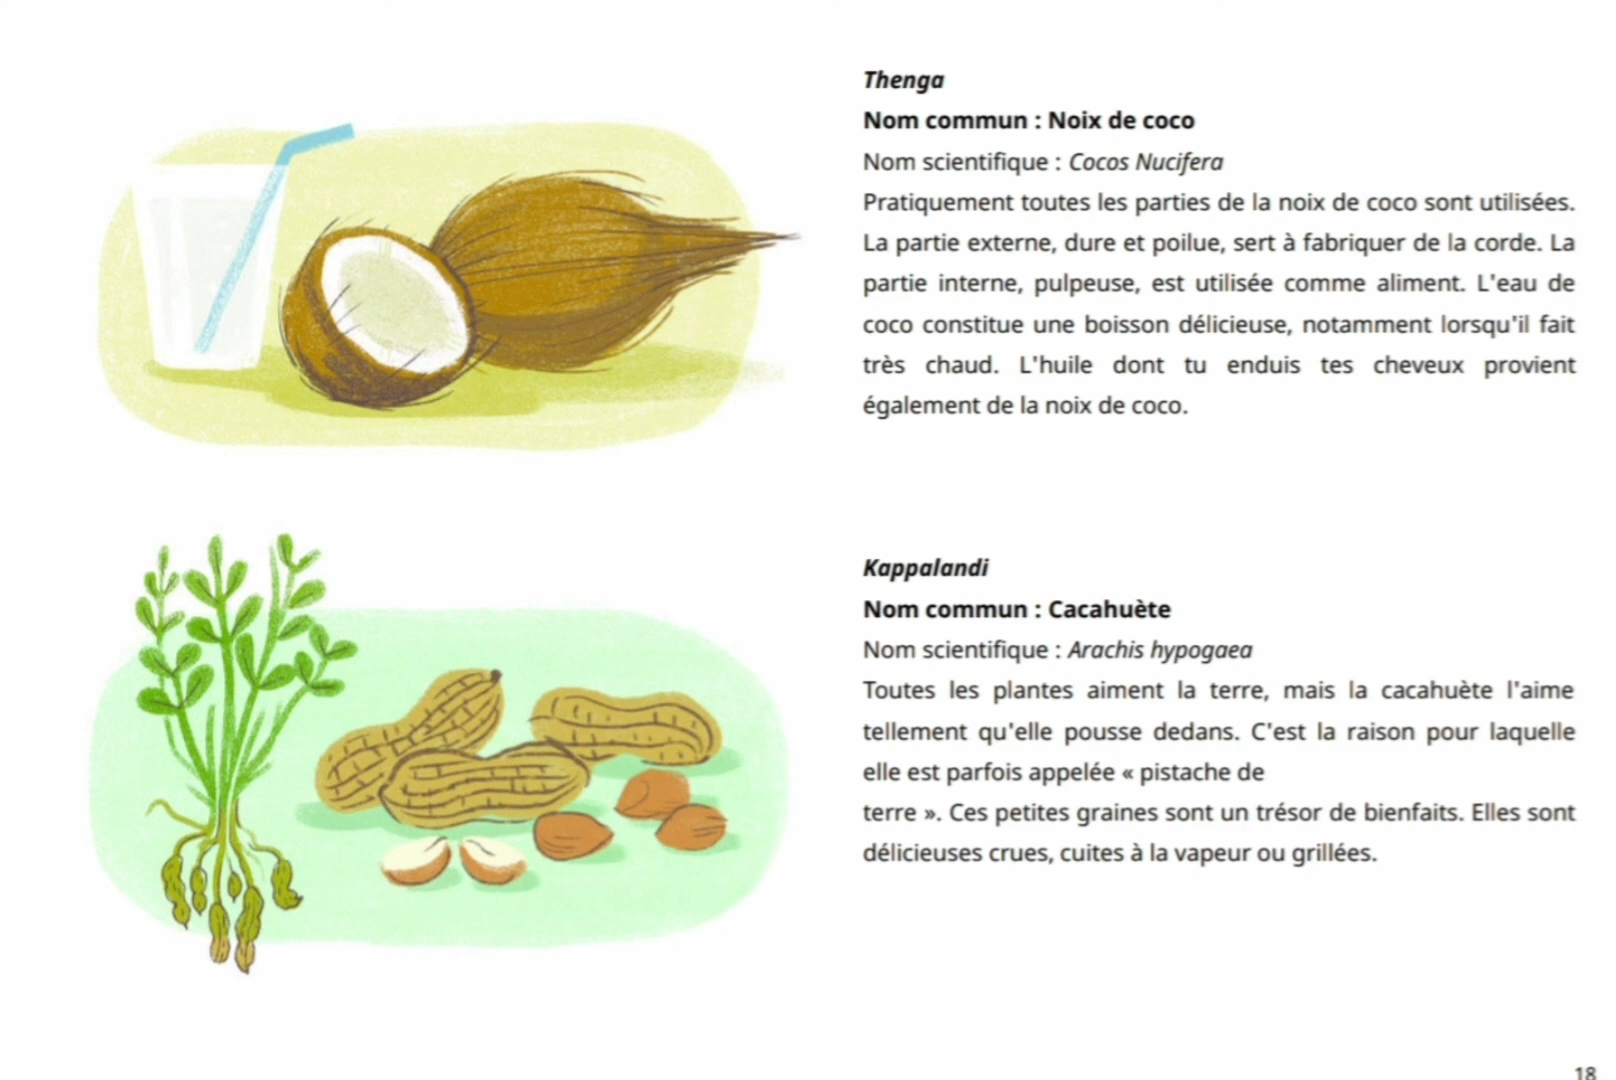 Thenga
Nom commun : Noix de coco
Nom scientifique : Cocos Nucifera
Pratiquement toutes les parties de la noix de coco sont utilisées.
La partie externe, dure et poilue, sert à fabriquer de la corde. La
partie interne, pulpeuse, est utilisée comme aliment. L'eau de
coco constitue une boisson délicieuse, notamment lorsqu'il fait
très chaud. L'huile dont tu enduis tes cheveux provient
également de la noix de coco.
Kappalandi
Nom commun : Cacahuète
Nom scientifique : Arachis hypogaea
Toutes les plantes aiment la terre, mais la cacahuète l'aime
tellement qu'elle pousse dedans. C'est la raison pour laquelle
elle est parfois appelée « pistache de
terre ». Ces petites graines sont un trésor de bienfaits. Elles sont
délicieuses crues, cuites à la vapeur ou grillées.
18